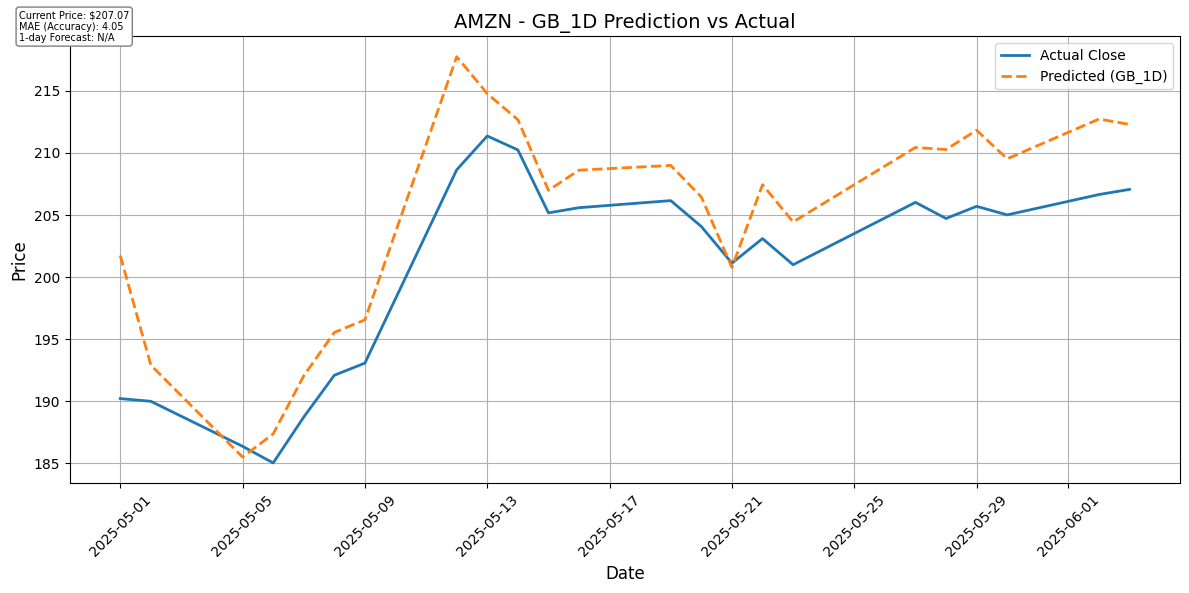 AMZN - GB_1D Prediction vs Actual
Current Price: $207.07
MAE (Accuracy): 4.05
1-day Forecast: N/A
Actual Close
Predicted (GB_1D)
Price
215
210
205
200
195
190
185
2025-05-01
2025-05-05
2025-05-09
2025-05-13
2025-05-17
2025-05-21
2025-05-25
2025-05-29
2025-06-01
Date